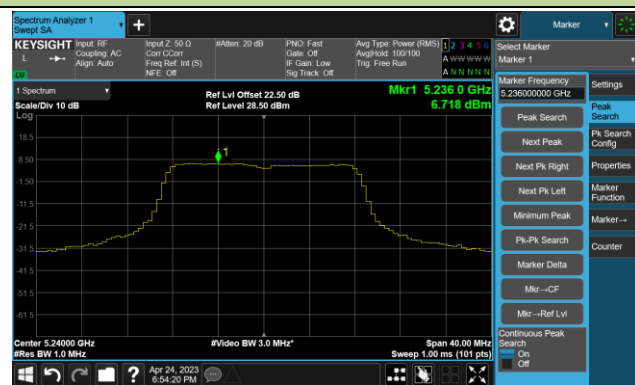 Spectrum Analyzer 1
Swept SA
+
Marker
KEYSIGHT
L
Input: RF
Coupling: AC
Align: Auto
Input Z: 50 Ω
Corr CCorr
Freq Ref: Int (S)
NFE: Off
#Atten: 20 dB
PNO: Fast
Gate: Off
IF Gain: Low
Sig Track: Off
Avg Type: Power (RMS)
Avg|Hold: 100/100
Trig: Free Run
1 2 3 4 5 6
A W W W W W
A N N N N N
Select Marker
Marker 1
1 Spectrum
Scale/Div 10 dB
Log
Ref Lvl Offset 22.50 dB
Ref Level 28.50 dBm
Mkr1 5.236 0 GHz
6.718 dBm
1
18.5
8.50
-1.50
-11.5
-21.5
-31.5
-41.5
-51.5
-61.5
Center 5.24000 GHz
#Res BW 1.0 MHz
#Video BW 3.0 MHz*
Span 40.00 MHz
Sweep 1.00 ms (101 pts)
Marker Frequency
5.236000000 GHz
Peak Search
Next Peak
Next Pk Right
Next Pk Left
Minimum Peak
Pk-Pk Search
Marker Delta
Mkr→CF
Mkr→Ref Lvl
Continuous Peak
Search
On
Off
Settings
Peak
Search
Pk Search
Config
Properties
Marker
Function
Marker→
Counter
?
Apr 24, 2023
6:54:20 PM